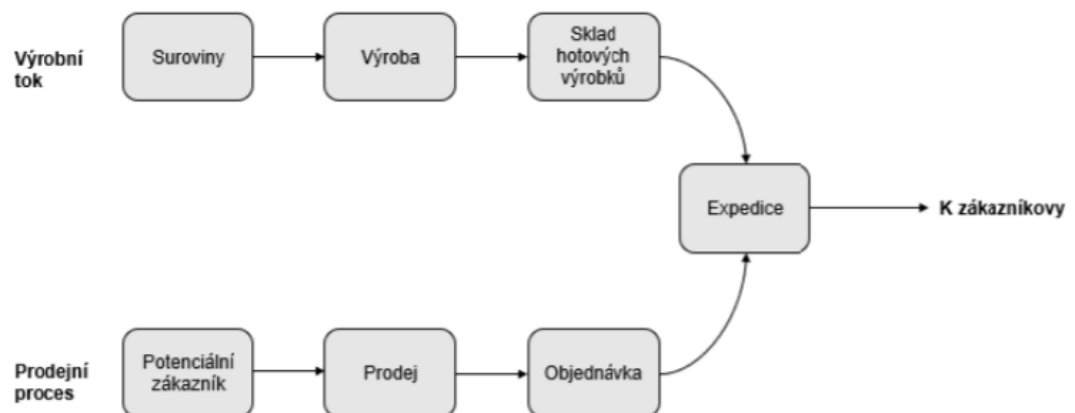 Výrobní
tok
Suroviny
Výroba
Sklad
hotových
výrobků
Expedice
K zákazníkovy
Prodejní
proces
Potenciální
zákazník
Prodej
Objednávka